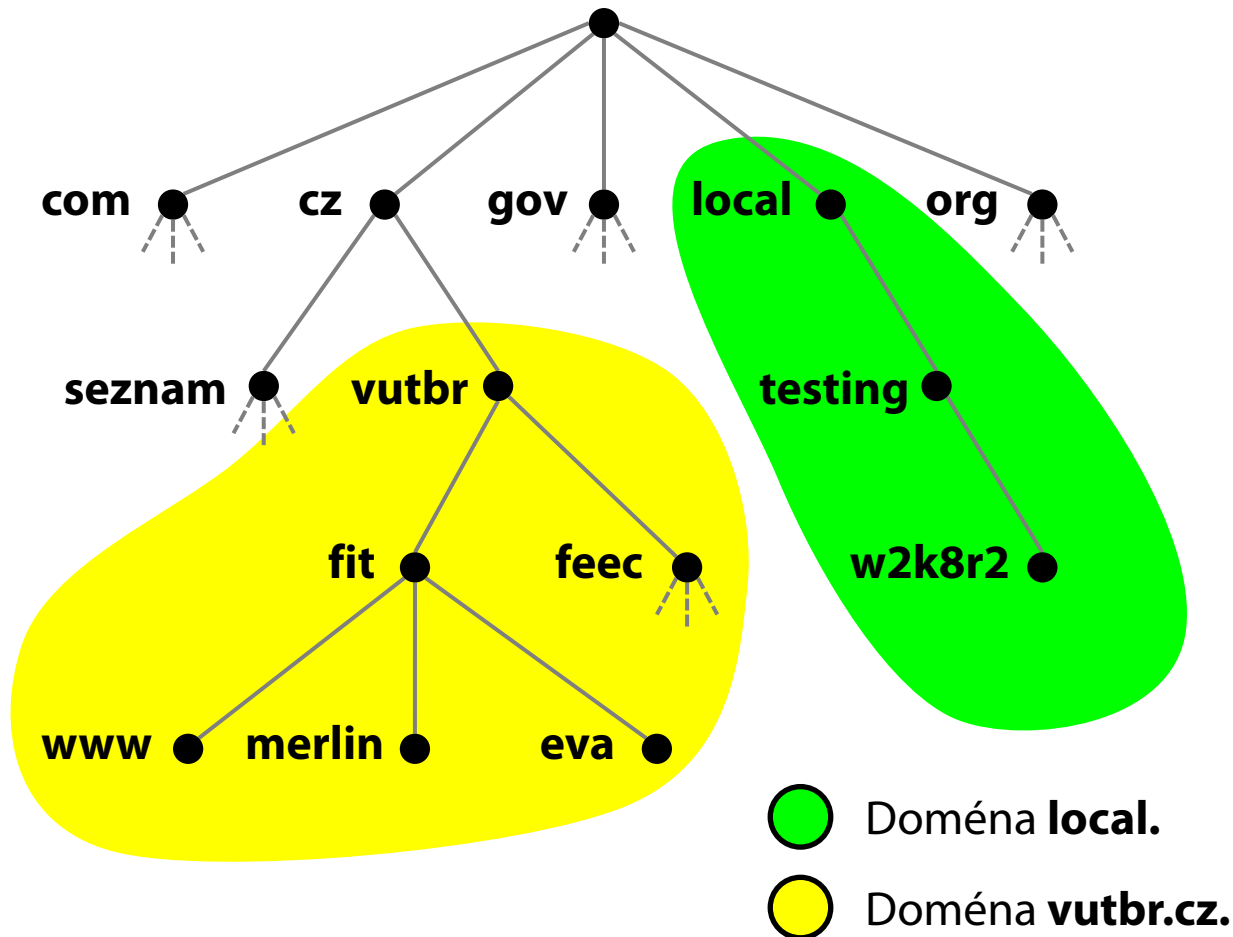 com cz gov local org
seznam vutbr testing
fit feec w2k8r2
www merlin eva
Doména local.
Doména vutbr.cz.